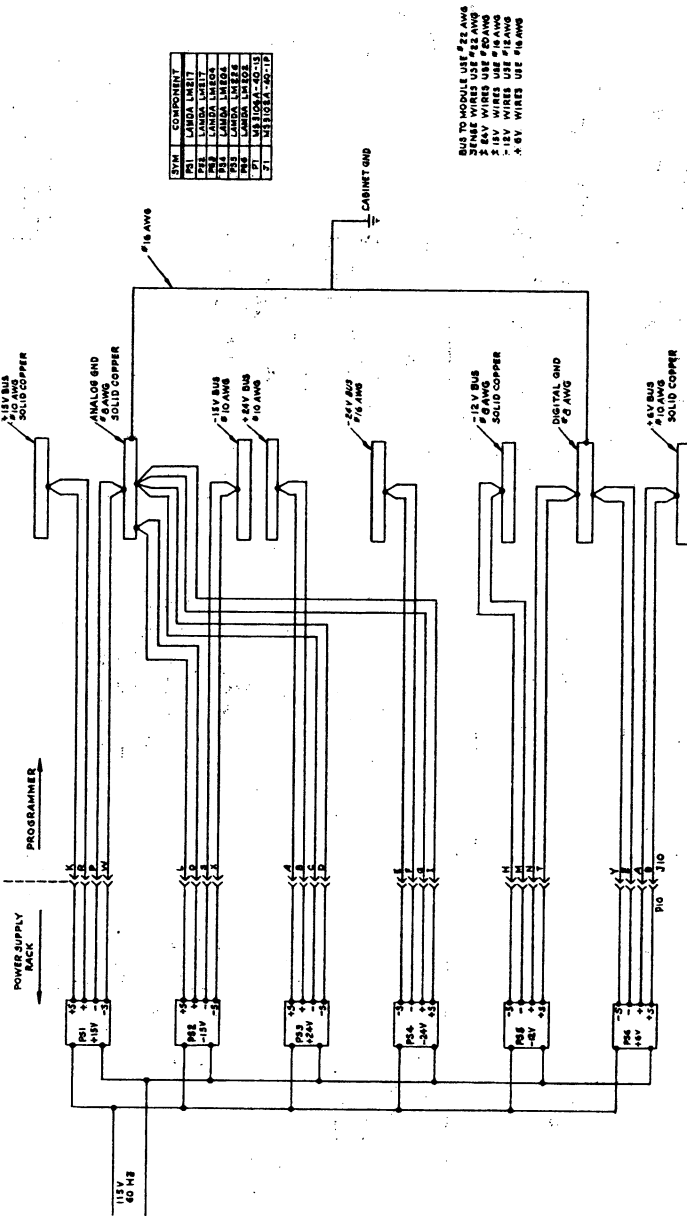 SYM COMPONENT
PS1 LAMDA LM217
PS2 LAMDA LM217
PS3 LAMDA LM204
PS4 LAMDA LM204
PS5 LAMDA LM226
PS6 LAMDA LM202
P1 MS3106A-40-1S
J1 MS3102A-40-1P
BUS TO MODULE USE #22 AWG
SENSE WIRES USE #22 AWG
± 24V WIRES USE #20 AWG
± 15V WIRES USE #16 AWG
-12V WIRES USE #12 AWG
+ 6V WIRES USE #16 AWG
#16 AWG
CABINET GND
+15V BUS
#10 AWG
SOLID COPPER
ANALOG GND
#8 AWG
SOLID COPPER
-15V BUS
#10 AWG
+24V BUS
#10 AWG
-24V BUS
#16 AWG
-12V BUS
#8 AWG
SOLID COPPER
DIGITAL GND
#8 AWG
+6V BUS
#10 AWG
SOLID COPPER
PROGRAMMER
POWER SUPPLY
RACK
K
R
P
W
L
S
X
A
B
C
D
E
F
G
H
M
N
T
Y
A
B
J10
P10
+S
+
-
-S
PS1
+15V
+S
+
-
-S
PS2
-15V
+S
+
-
-S
PS3
+24V
-S
-
+
+S
PS4
-24V
-S
-
+
+S
PS5
-12V
-S
-
+
+S
PS6
+6V
115V
60 HZ